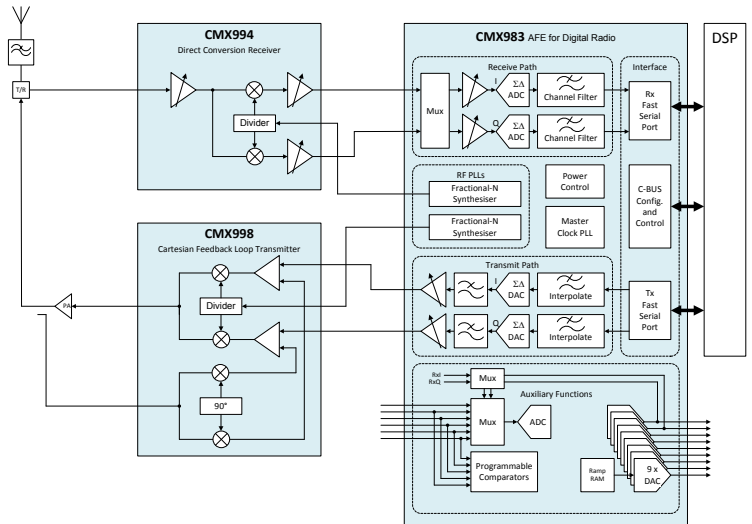 CMX994
Direct Conversion Receiver
T/R
Divider
CMX983 AFE for Digital Radio
Receive Path
Mux
I
ΣΔ
ADC
Channel Filter
Q
ΣΔ
ADC
Channel Filter
Interface
Rx
Fast
Serial
Port
C-BUS
Config.
and
Control
Tx
Fast
Serial
Port
DSP
RF PLLs
Fractional-N
Synthesiser
Fractional-N
Synthesiser
Power
Control
Master
Clock PLL
CMX998
Cartesian Feedback Loop Transmitter
PA
Divider
90°
Transmit Path
I
ΣΔ
DAC
Interpolate
Q
ΣΔ
DAC
Interpolate
RxI
RxQ
Mux
Auxiliary Functions
Mux
ADC
Programmable
Comparators
Ramp
RAM
9 x
DAC